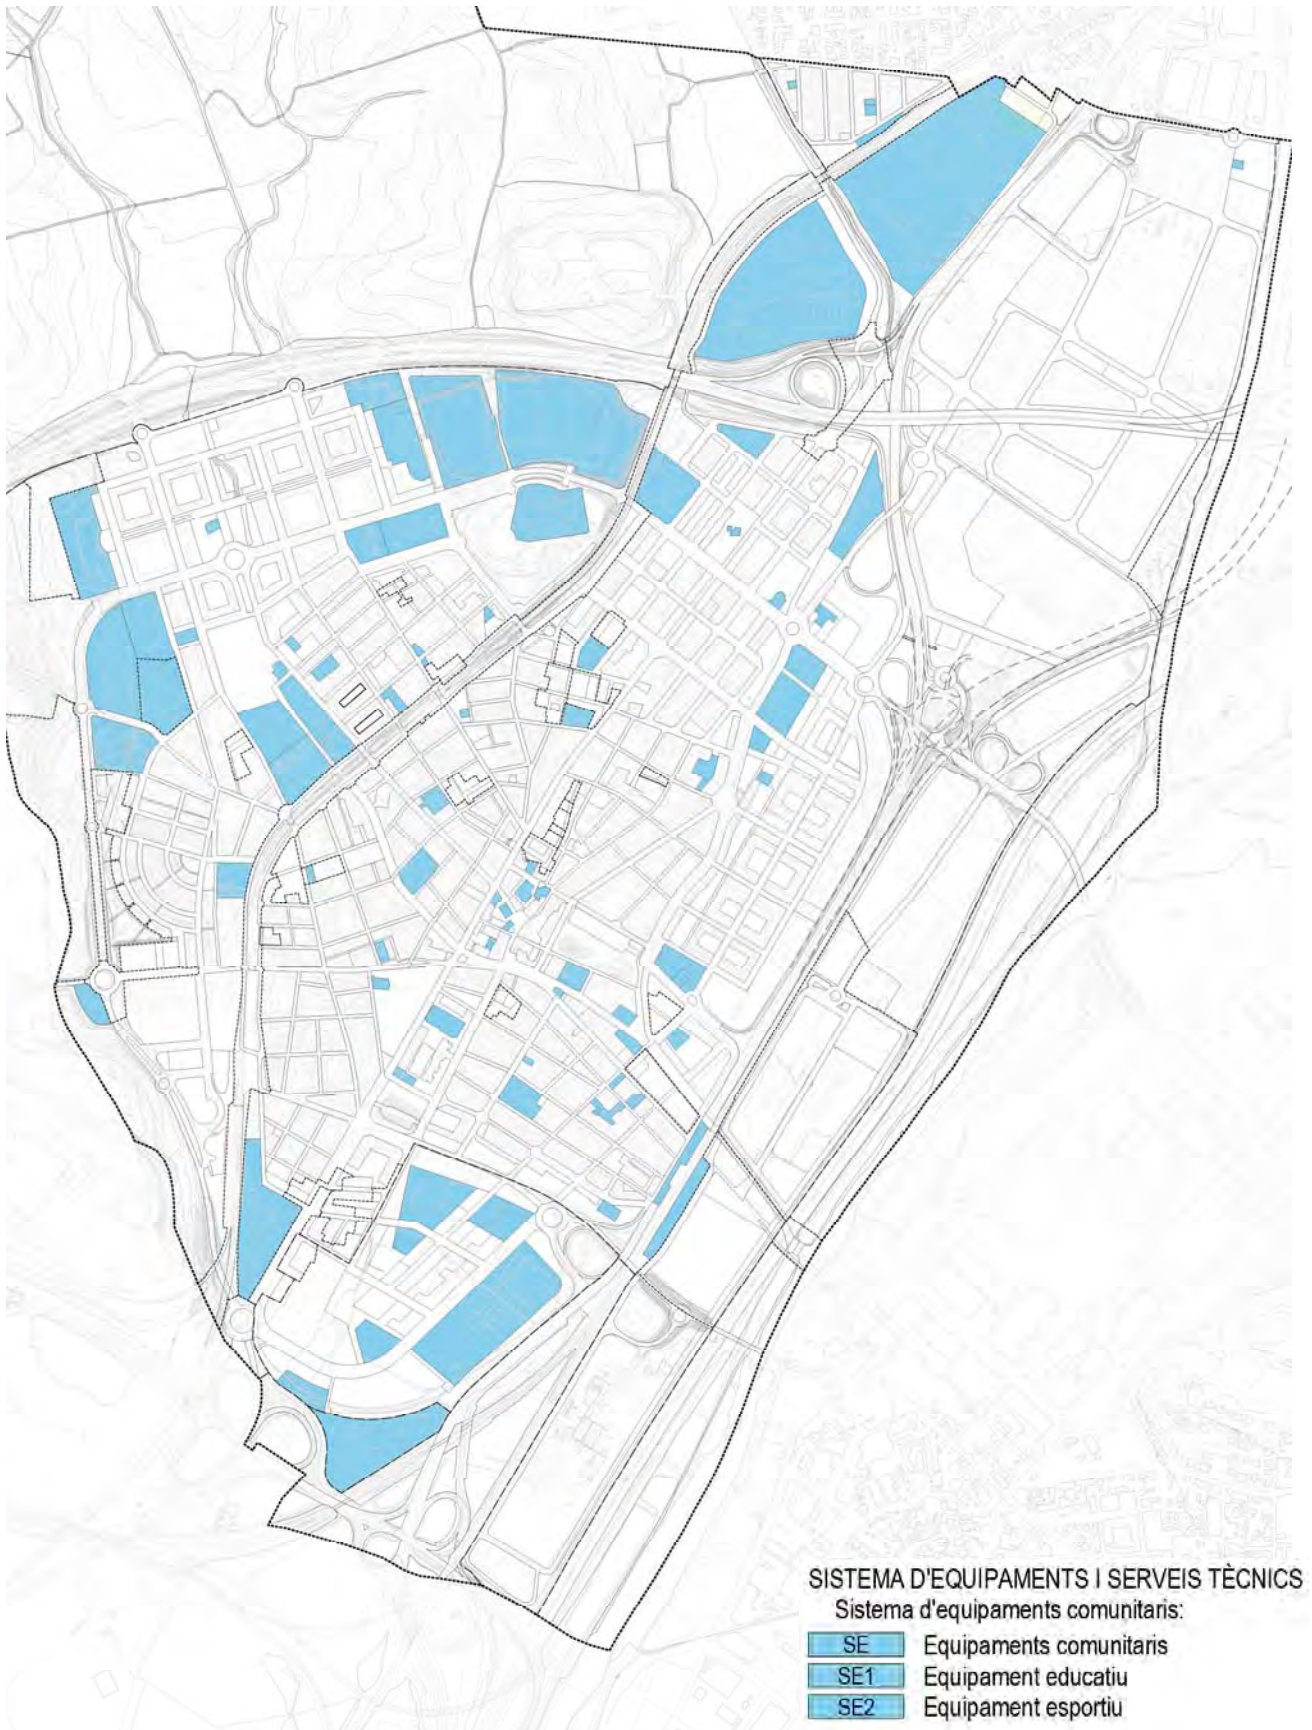 SISTEMA D'EQUIPAMENTS I SERVEIS TÈCNICS
Sistema d'equipaments comunitaris:
SE Equipaments comunitaris
SE1 Equipament educatiu
SE2 Equipament esportiu